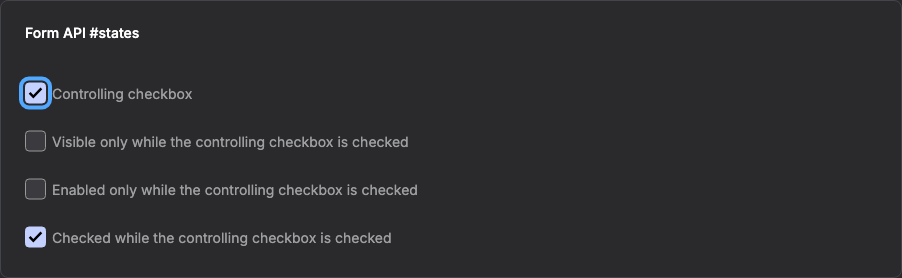 Form API #states
Controlling checkbox
Visible only while the controlling checkbox is checked
Enabled only while the controlling checkbox is checked
Checked while the controlling checkbox is checked